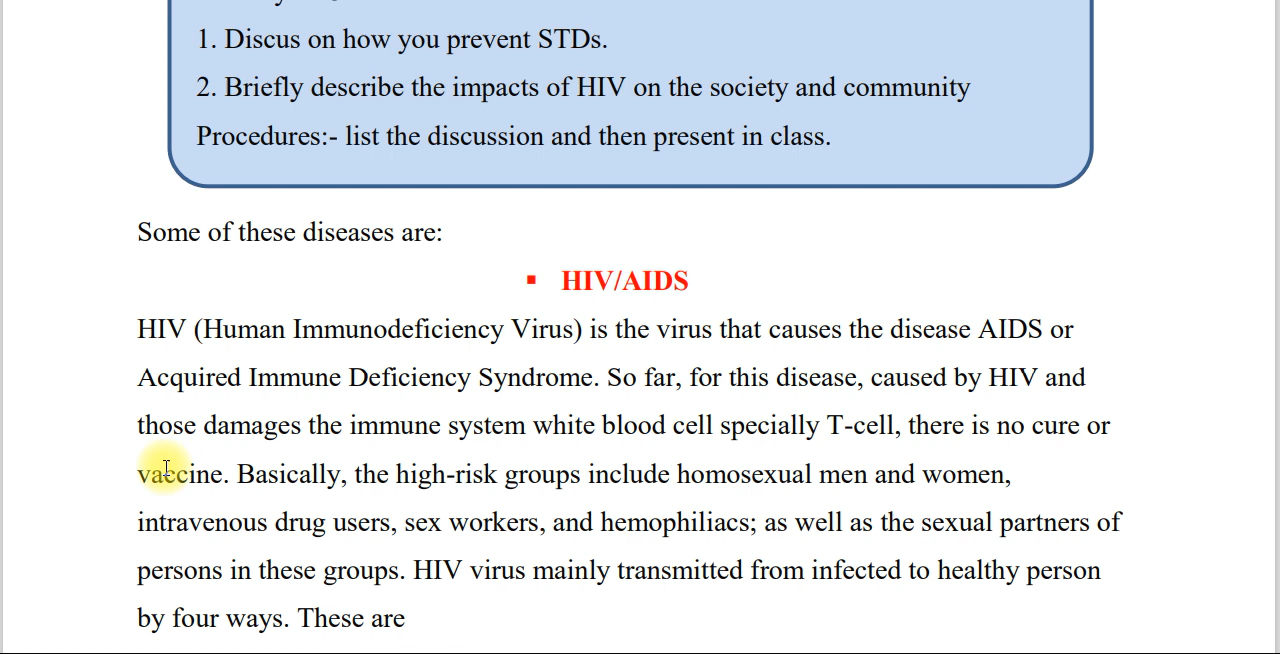 1. Discus on how you prevent STDs.
2. Briefly describe the impacts of HIV on the society and community
Procedures:- list the discussion and then present in class.
Some of these diseases are:
▪ HIV/AIDS
HIV (Human Immunodeficiency Virus) is the virus that causes the disease AIDS or
Acquired Immune Deficiency Syndrome. So far, for this disease, caused by HIV and
those damages the immune system white blood cell specially T-cell, there is no cure or
vaccine. Basically, the high-risk groups include homosexual men and women,
intravenous drug users, sex workers, and hemophiliacs; as well as the sexual partners of
persons in these groups. HIV virus mainly transmitted from infected to healthy person
by four ways. These are